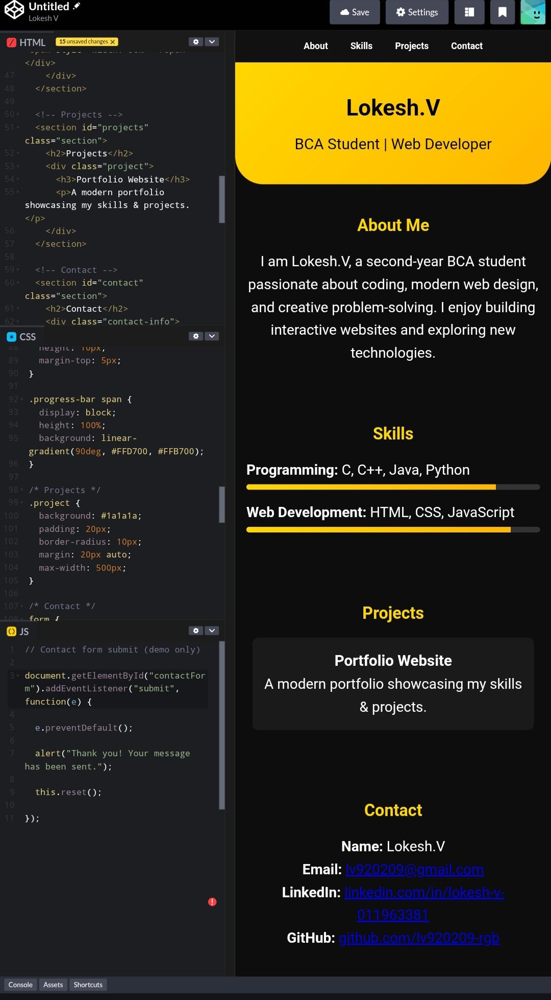 Untitled
Lokesh V
Save
Settings
HTML
15 unsaved changes X
</div>
47 </div>
48 </section>
49
50 <!-- Projects -->
51 <section id="projects"
class="section">
52 <h2>Projects</h2>
53 <div class="project">
54 <h3>Portfolio Website</h3>
55 <p>A modern portfolio
showcasing my skills & projects.
</p>
56 </div>
57 </section>
58
59 <!-- Contact -->
60 <section id="contact"
class="section">
61 <h2>Contact</h2>
62 <div class="contact-info">
CSS
88 height: 10px;
89 margin-top: 5px;
90 }
91
92 .progress-bar span {
93 display: block;
94 height: 100%;
95 background: linear-
gradient(90deg, #FFD700, #FFB700);
96 }
97
98 /* Projects */
99 .project {
100 background: #1a1a1a;
101 padding: 20px;
102 border-radius: 10px;
103 margin: 20px auto;
104 max-width: 500px;
105 }
106
107 /* Contact */
108 form {
JS
1 // Contact form submit (demo only)
2
3 document.getElementById("contactFor
m").addEventListener("submit",
function(e) {
4
5 e.preventDefault();
6
7 alert("Thank you! Your message
has been sent.");
8
9 this.reset();
10
11 });
Console
Assets
Shortcuts
About Skills Projects Contact
Lokesh.V
BCA Student | Web Developer
About Me
I am Lokesh.V, a second-year BCA student
passionate about coding, modern web design,
and creative problem-solving. I enjoy building
interactive websites and exploring new
technologies.
Skills
Programming: C, C++, Java, Python
Web Development: HTML, CSS, JavaScript
Projects
Portfolio Website
A modern portfolio showcasing my skills
& projects.
Contact
Name: Lokesh.V
Email: lv920209@gmail.com
LinkedIn: linkedin.com/in/lokesh-v-
011963381
GitHub: github.com/lv920209-rgb